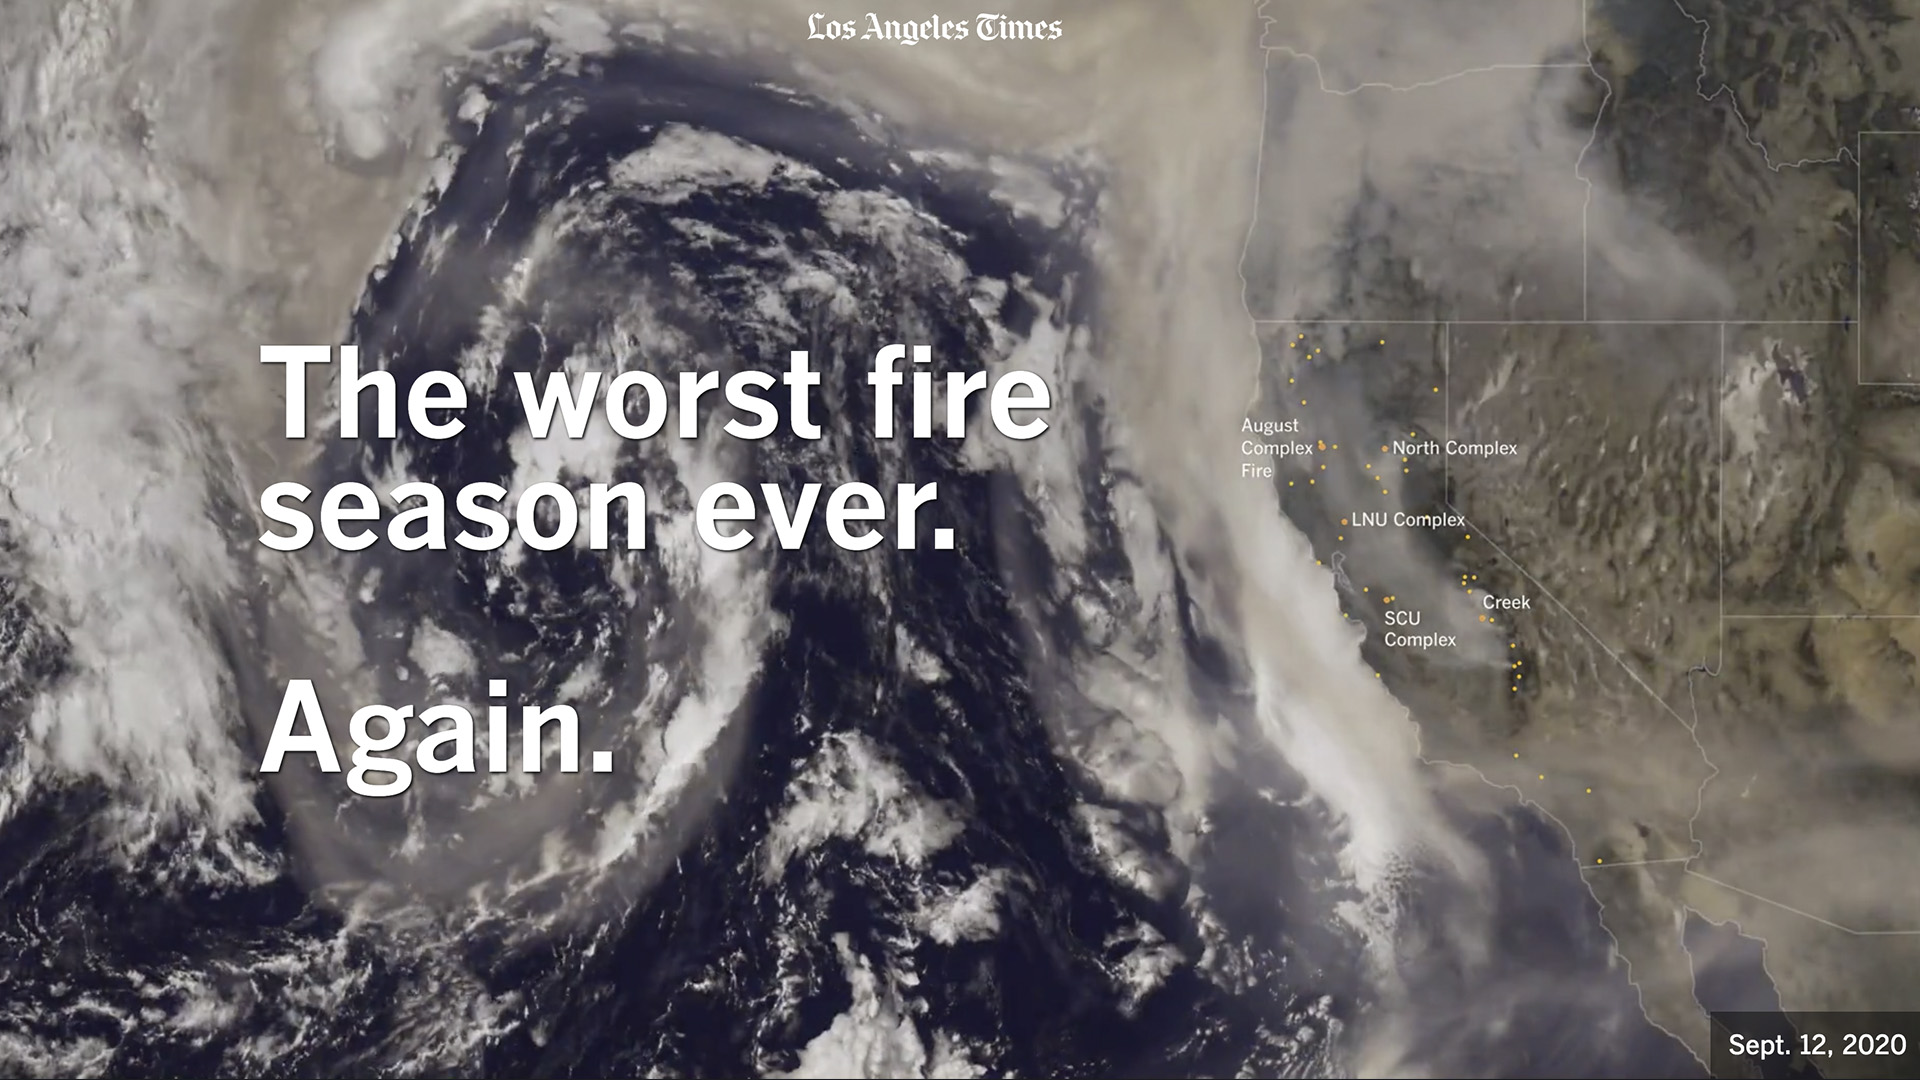 Los Angeles Times
The worst fire
season ever.
Again.
August
Complex
Fire
North Complex
LNU Complex
Creek
SCU
Complex
Sept. 12, 2020